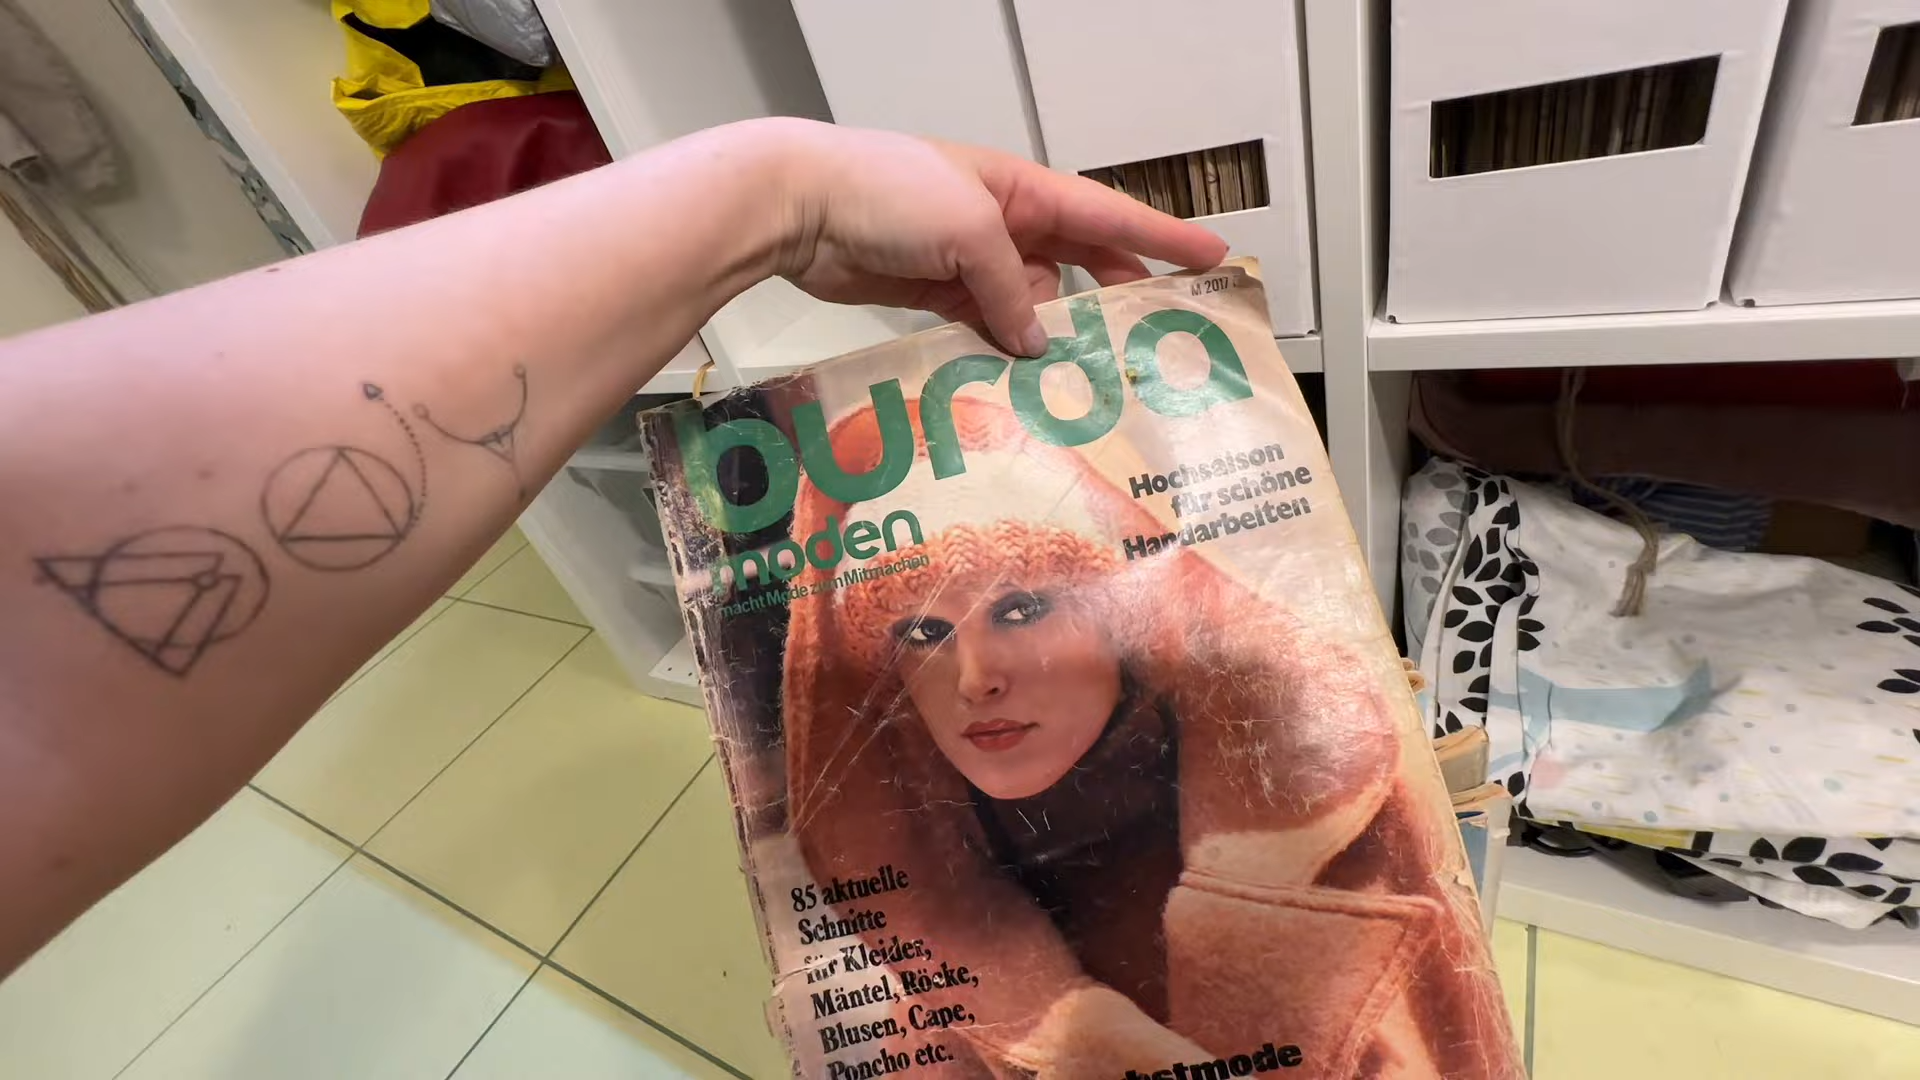 M 2017
burda
moden
macht Mode zum Mitmachen
Hochsaison
für schöne
Handarbeiten
85 aktuelle
Schnitte
für Kleider,
Mäntel, Röcke,
Blusen, Cape,
Poncho etc.